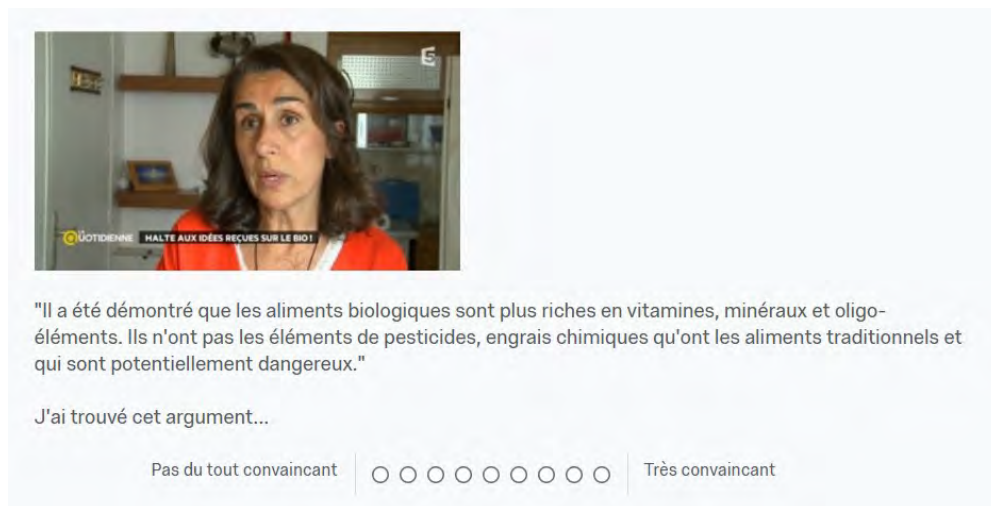 5
LA
QUOTIDIENNE HALTE AUX IDÉES REÇUES SUR LE BIO !
"Il a été démontré que les aliments biologiques sont plus riches en vitamines, minéraux et oligo-
éléments. Ils n'ont pas les éléments de pesticides, engrais chimiques qu'ont les aliments traditionnels et
qui sont potentiellement dangereux."
J'ai trouvé cet argument...
Pas du tout convaincant
Très convaincant